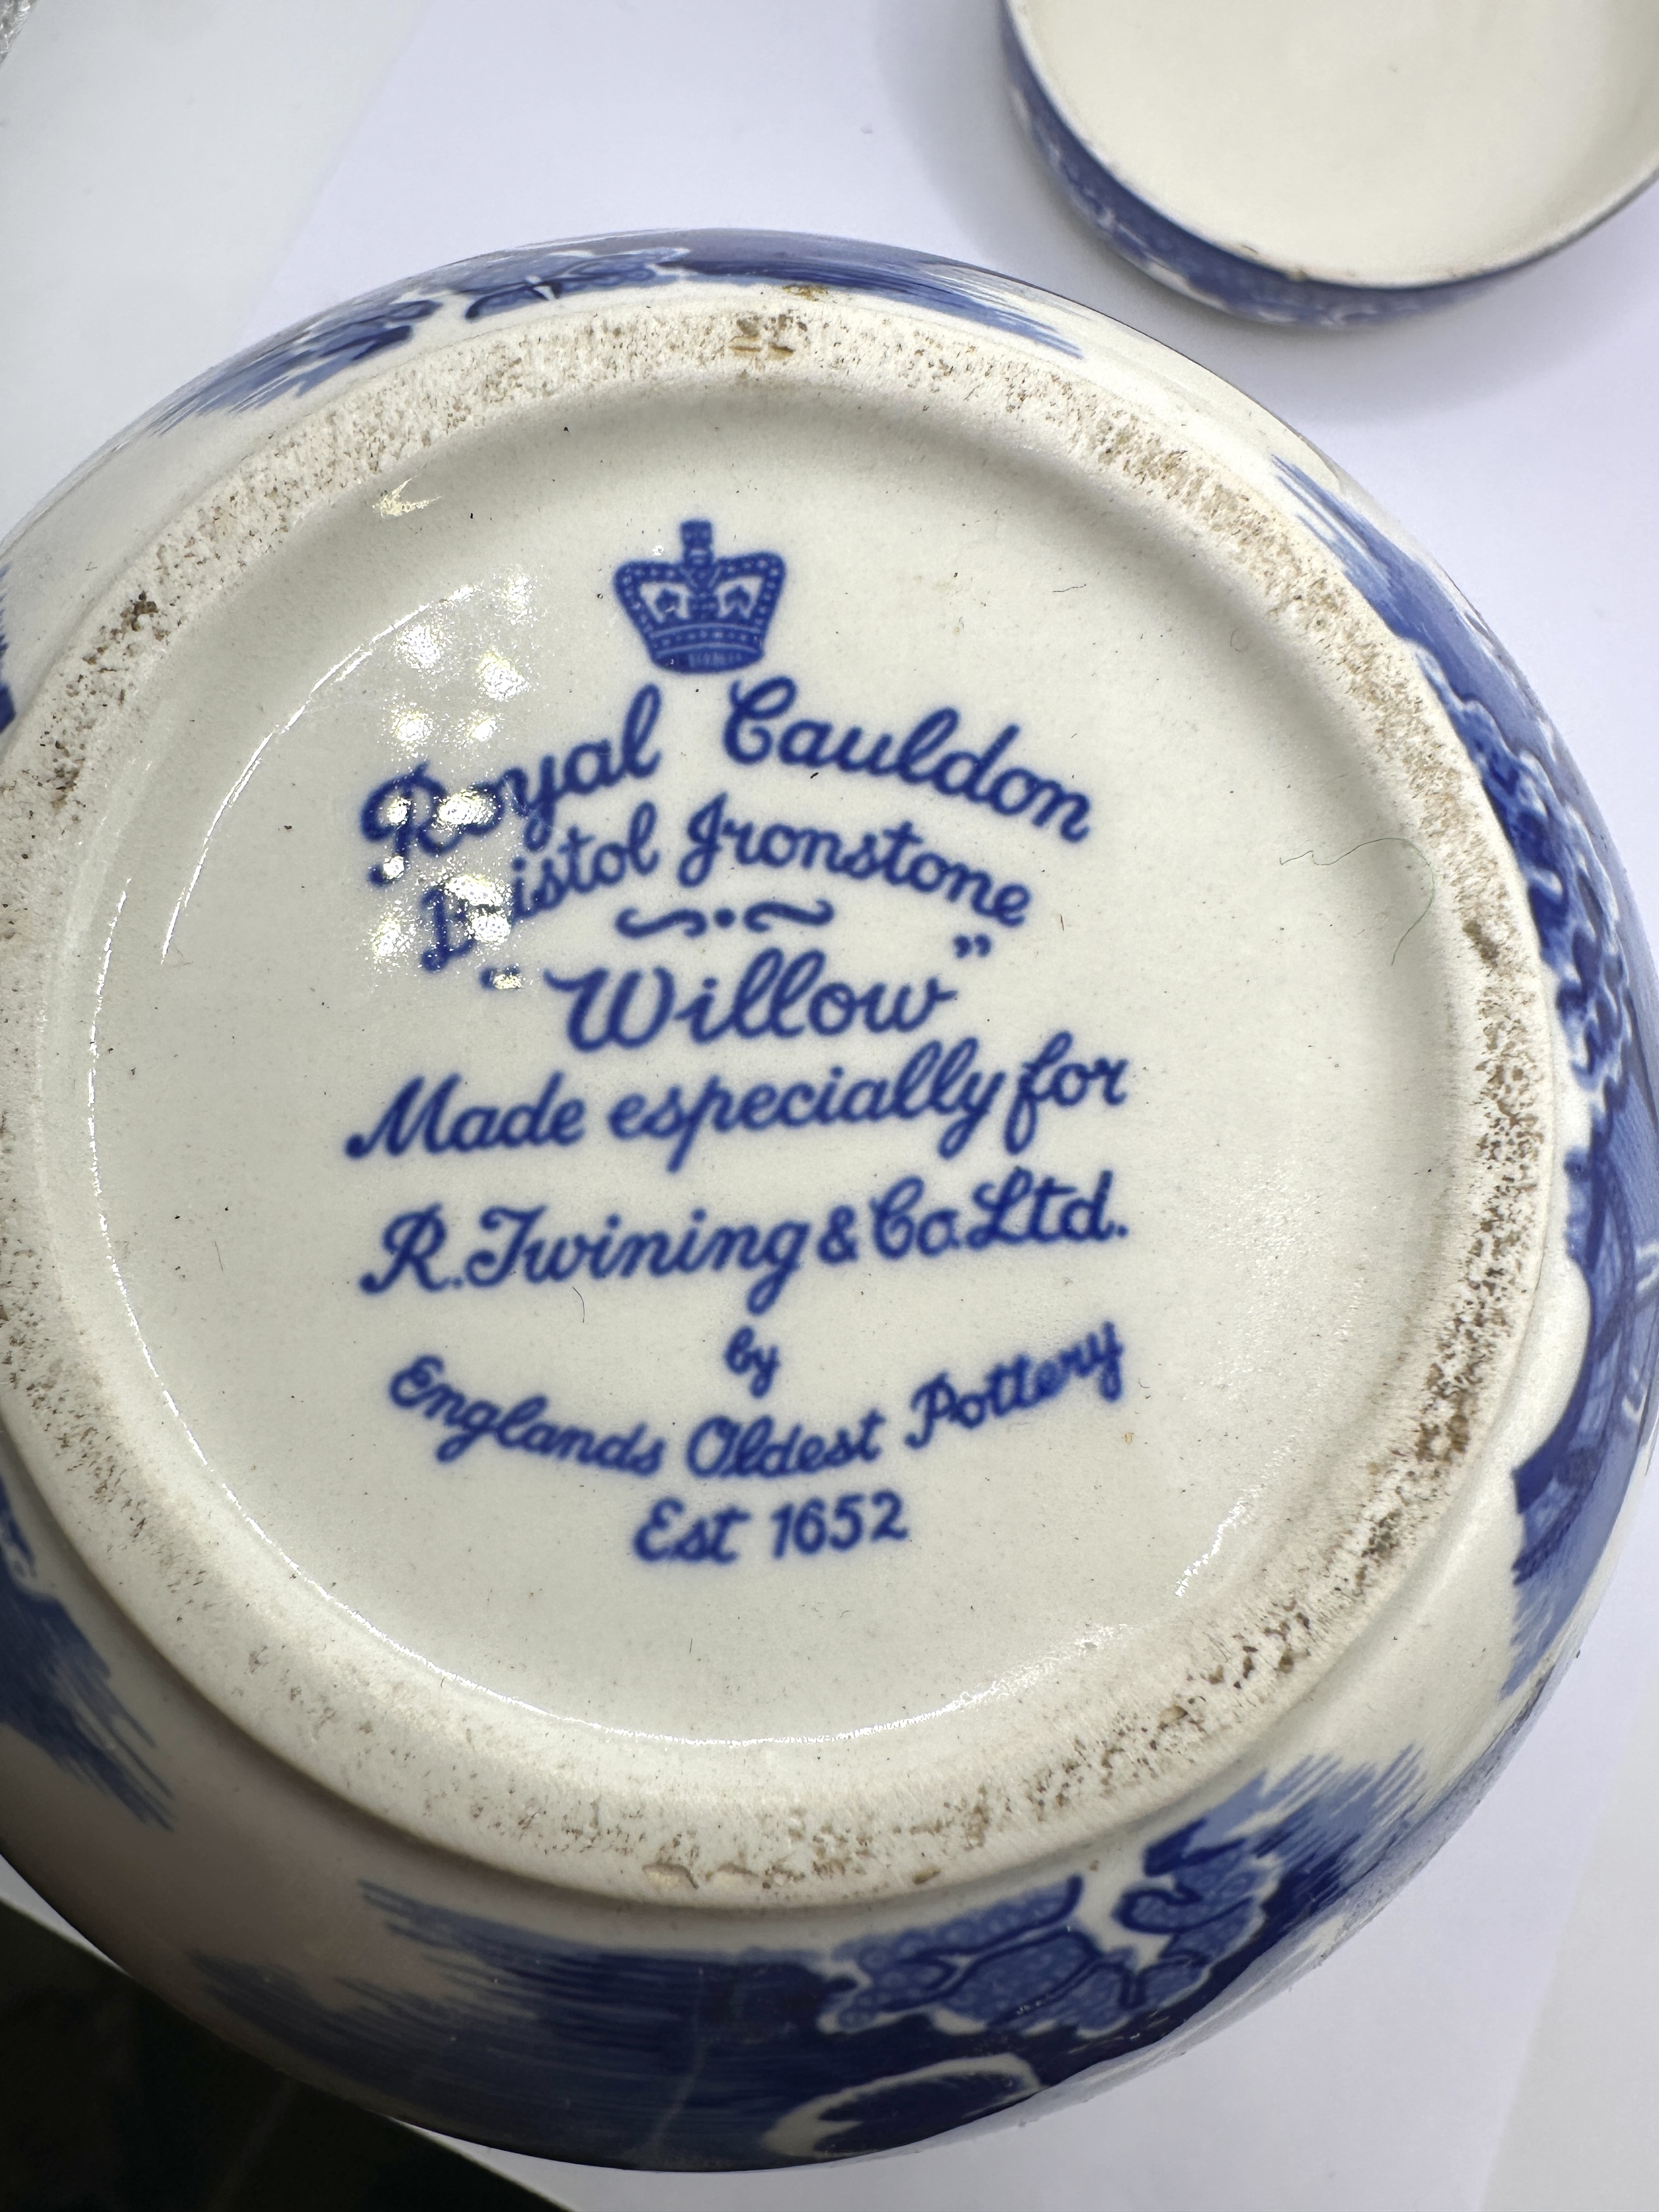 Royal Cauldon
Bristol Ironstone
"Willow"
Made especially for
R. Twining & Co. Ltd.
by
Englands Oldest Pottery
Est 1652